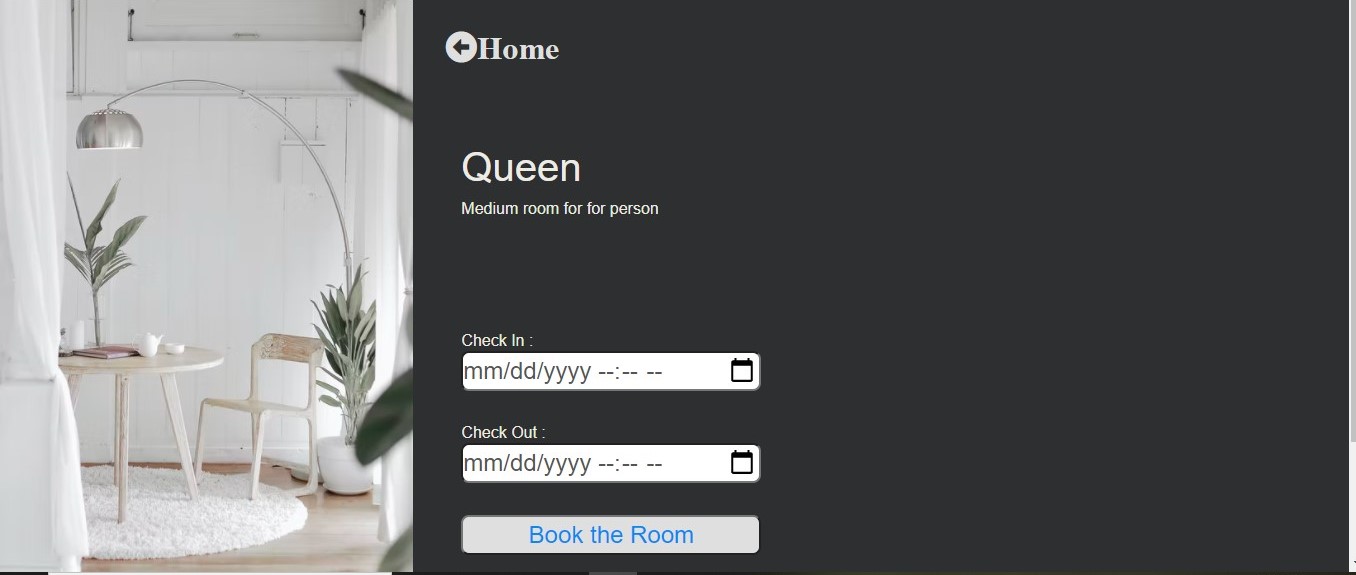 Home
Queen
Medium room for for person
Check In :
mm/dd/yyyy --:-- --
Check Out :
mm/dd/yyyy --:-- --
Book the Room